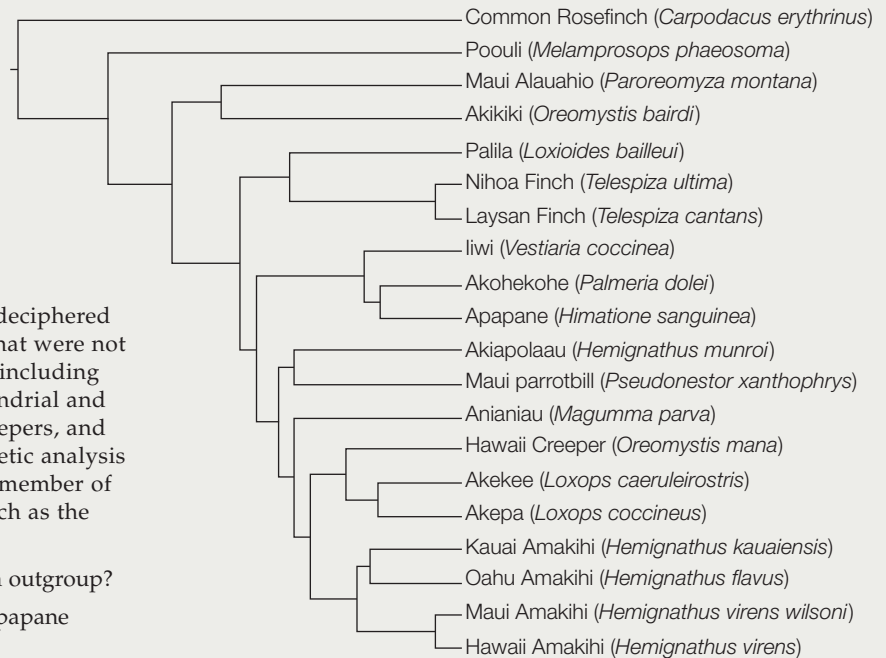 Common Rosefinch (Carpodacus erythrinus)
Poouli (Melamprosops phaeosoma)
Maui Alauahio (Paroreomyza montana)
Akikiki (Oreomystis bairdi)
Palila (Loxioides bailleui)
Nihoa Finch (Telespiza ultima)
Laysan Finch (Telespiza cantans)
Iiwi (Vestiaria coccinea)
Akohekohe (Palmeria dolei)
Apapane (Himatione sanguinea)
Akiapolaau (Hemignathus munroi)
Maui parrotbill (Pseudonestor xanthophrys)
Anianiau (Magumma parva)
Hawaii Creeper (Oreomystis mana)
Akekee (Loxops caeruleirostris)
Akepa (Loxops coccineus)
Kauai Amakihi (Hemignathus kauaiensis)
Oahu Amakihi (Hemignathus flavus)
Maui Amakihi (Hemignathus virens wilsoni)
Hawaii Amakihi (Hemignathus virens)
deciphered
hat were not
including
ndrial and
epers, and
etic analysis
member of
ch as the
n outgroup?
papane